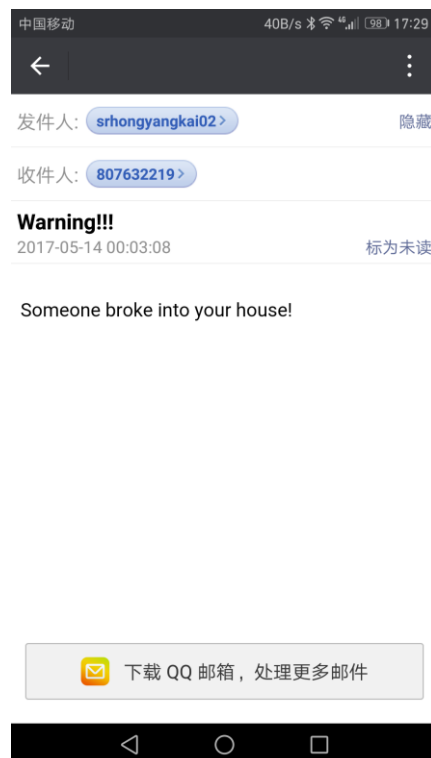 中国移动 40B/s 98 17:29
发件人: srhongyangkai02 > 隐藏
收件人: 807632219 >
Warning!!!
2017-05-14 00:03:08 标为未读
Someone broke into your house!
下载 QQ 邮箱，处理更多邮件